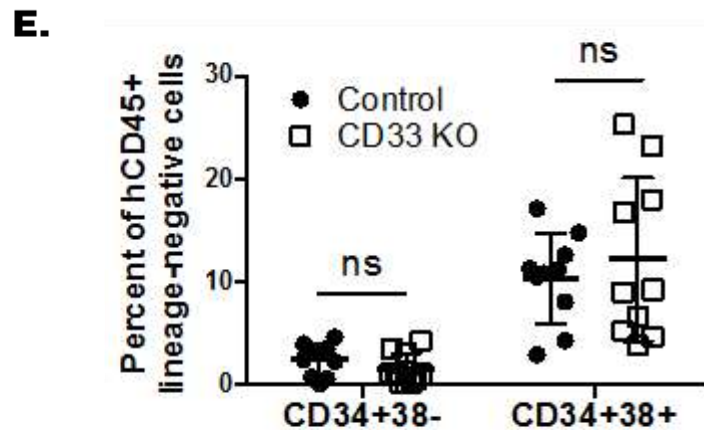 E.
Percent of hCD45+
lineage-negative cells
30
20
10
0
Control
CD33 KO
ns
ns
CD34+38-
CD34+38+